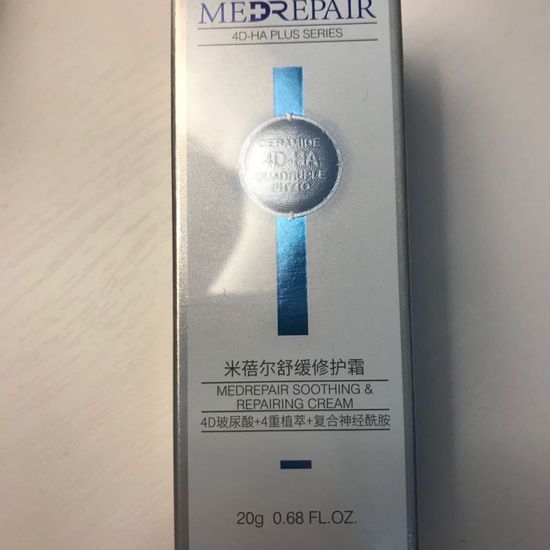 MEDREPAIR
4D-HA PLUS SERIES
CERAMIDE
4D-HA
QUADRUPLE
PHYTO
米蓓尔舒缓修护霜
MEDREPAIR SOOTHING &
REPAIRING CREAM
4D玻尿酸+4重植萃+复合神经酰胺
20g 0.68 FL.OZ.